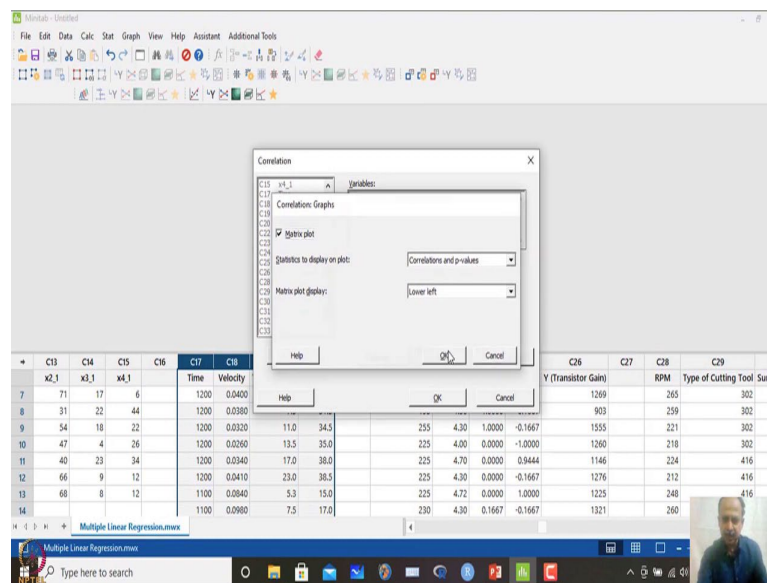 Minitab - Untitled
File Edit Data Calc Stat Graph View Help Assistant Additional Tools
Correlation
X
C15 x4_1
Variables:
C17
C18
C19
C20
C22
C23
C24
C25
C26
C28
C29
C30
C31
C32
C33
Correlation: Graphs
Matrix plot
Statistics to display on plot: Correlations and p-values
Matrix plot display: Lower left
Help OK Cancel
Help OK Cancel
C13 C14 C15 C16 C17 C18 C26 C27 C28 C29
x2_1 x3_1 x4_1 Time Velocity Y (Transistor Gain) RPM Type of Cutting Tool Sur
7 71 17 6 1200 0.0400 1269 265 302
8 31 22 44 1200 0.0380 903 259 302
9 54 18 22 1200 0.0320 11.0 34.5 255 4.30 1.0000 -0.1667 1555 221 302
10 47 4 26 1200 0.0260 13.5 35.0 225 4.00 0.0000 -1.0000 1260 218 302
11 40 23 34 1200 0.0340 17.0 38.0 225 4.70 0.0000 0.9444 1146 224 416
12 66 9 12 1200 0.0410 23.0 38.5 225 4.30 0.0000 -0.1667 1276 212 416
13 68 8 12 1100 0.0840 5.3 15.0 225 4.72 0.0000 1.0000 1225 248 416
14 1100 0.0980 7.5 17.0 230 4.30 0.1667 -0.1667 1321 260
Multiple Linear Regression.mwx
Multiple Linear Regression.mwx
Type here to search
NPTEL